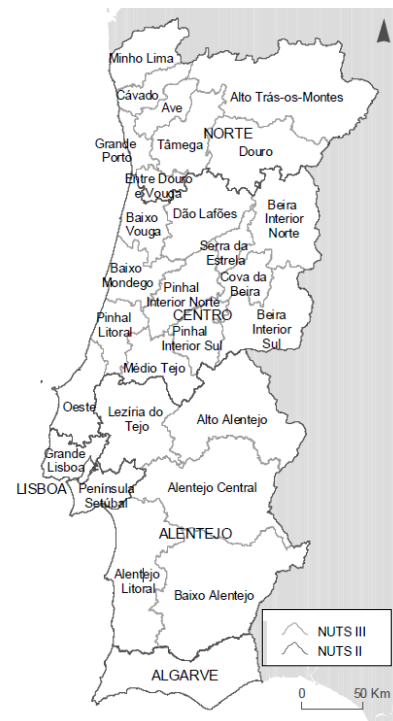 Minho Lima
Cávado
Ave
Alto Trás-os-Montes
NORTE
Grande
Porto
Tâmega
Douro
Entre Douro
e Vouga
Baixo
Vouga
Dão Lafões
Beira
Interior
Norte
Serra da
Estrela
Baixo
Mondego
Cova da
Beira
Pinhal
Interior Norte
CENTRO
Pinhal
Litoral
Pinhal
Interior Sul
Beira
Interior
Sul
Médio Tejo
Oeste
Lezíria do
Tejo
Alto Alentejo
Grande
Lisboa
LISBOA
Península
Setúbal
Alentejo Central
ALENTEJO
Alentejo
Litoral
Baixo Alentejo
ALGARVE
NUTS III
NUTS II
0 50 Km